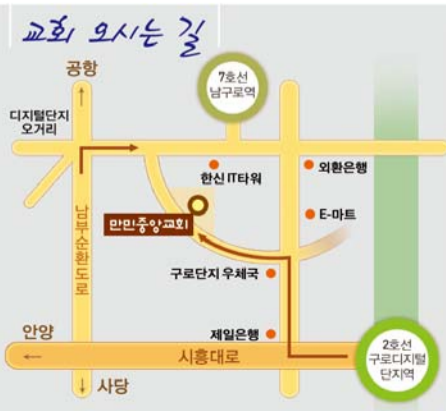 교회 오시는 길
공항
7호선
남구로역
디지털단지
오거리
한신 IT타워
외환은행
남부순환도로
만민중앙교회
E-마트
구로단지 우체국
안양
제일은행
시흥대로
2호선
구로디지털
단지역
사당